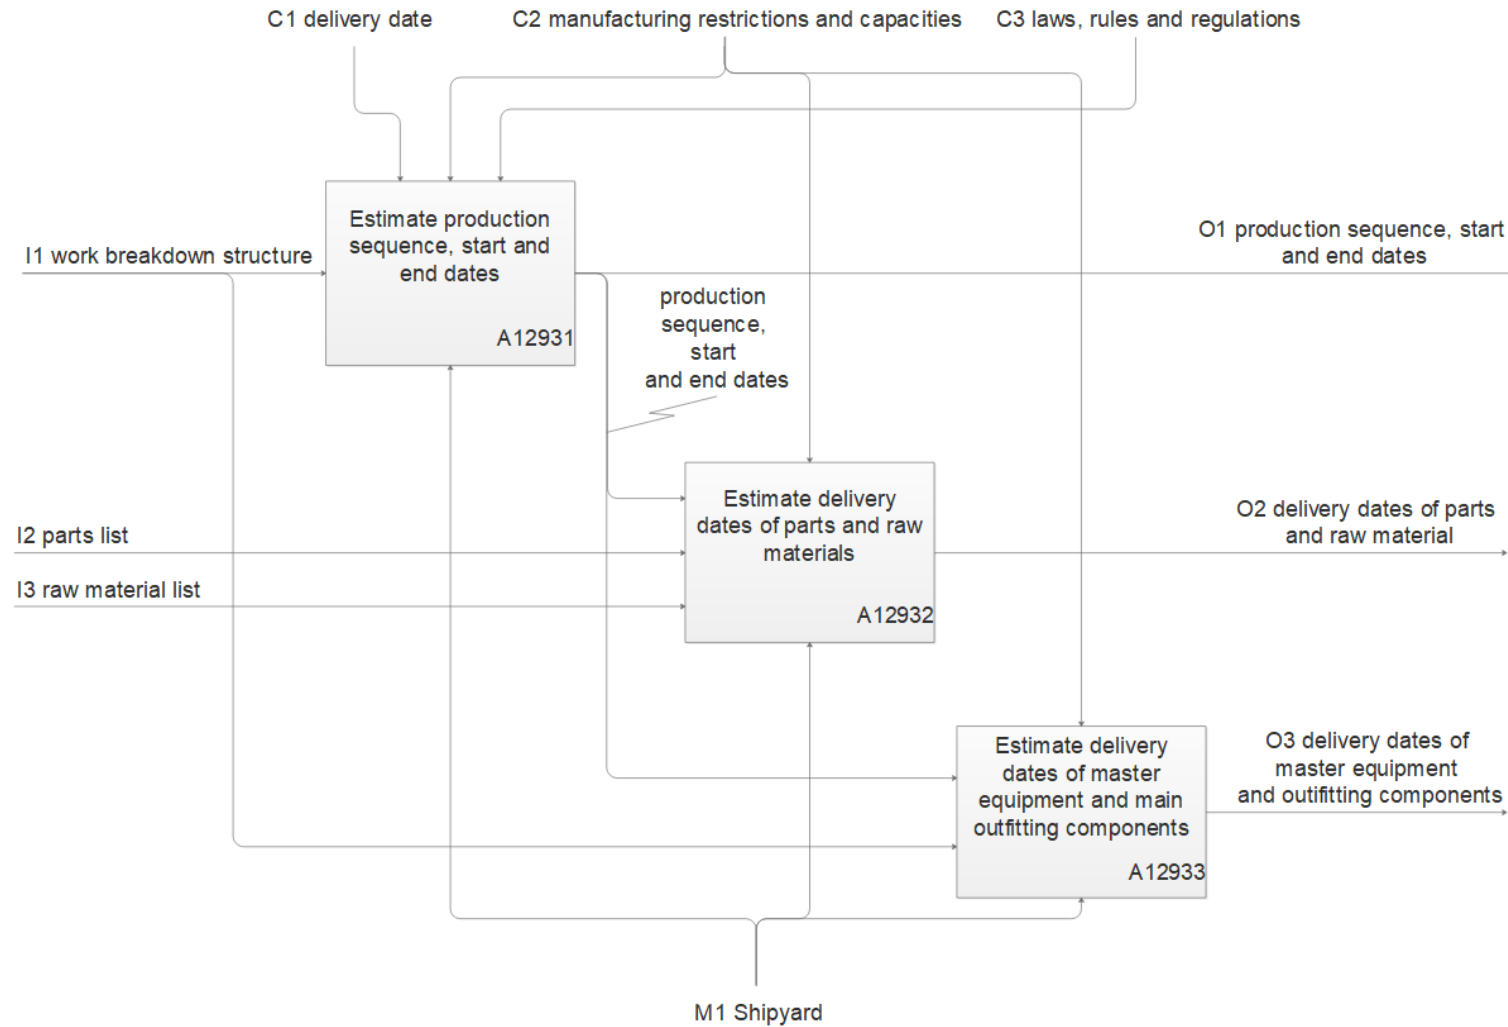 C1 delivery date
C2 manufacturing restrictions and capacities
C3 laws, rules and regulations
Estimate production
sequence, start and
end dates
A12931
I1 work breakdown structure
O1 production sequence, start
and end dates
production
sequence,
start
and end dates
I2 parts list
I3 raw material list
Estimate delivery
dates of parts and raw
materials
A12932
O2 delivery dates of parts
and raw material
Estimate delivery
dates of master
equipment and main
outfitting components
A12933
O3 delivery dates of
master equipment
and outifitting components
M1 Shipyard